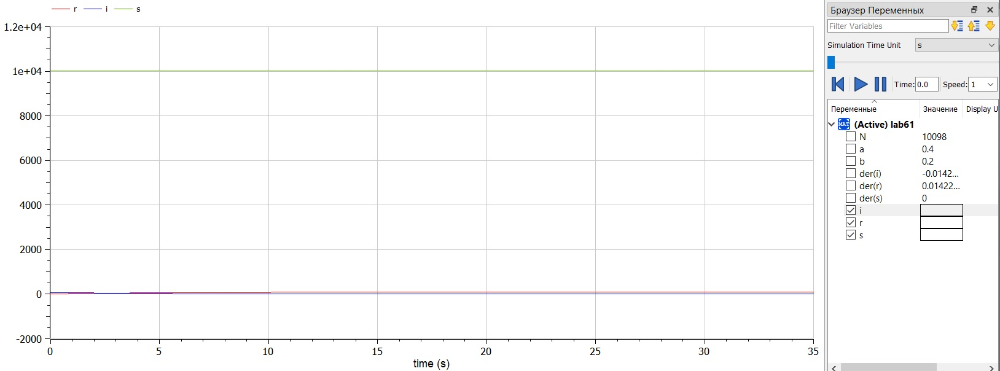 r i s
1.2e+04
1e+04
8000
6000
4000
2000
0
-2000
0 5 10 15 20 25 30 35
time (s)
Браузер Переменных
Filter Variables
Simulation Time Unit s
Time: 0.0 Speed: 1
Переменные Значение Display U
MAT (Active) lab61
N 10098
a 0.4
b 0.2
der(i) -0.0142...
der(r) 0.01422...
der(s) 0
i
r
s